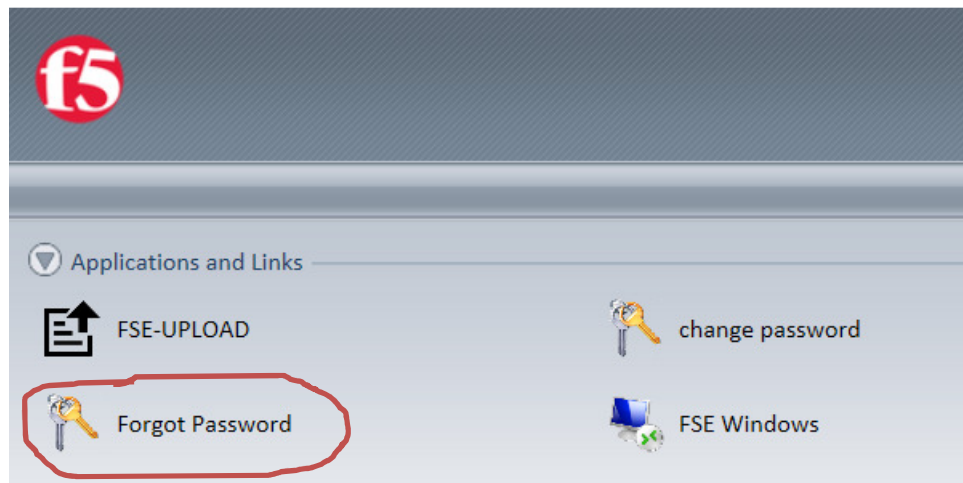 f5
Applications and Links
FSE-UPLOAD
change password
Forgot Password
FSE Windows